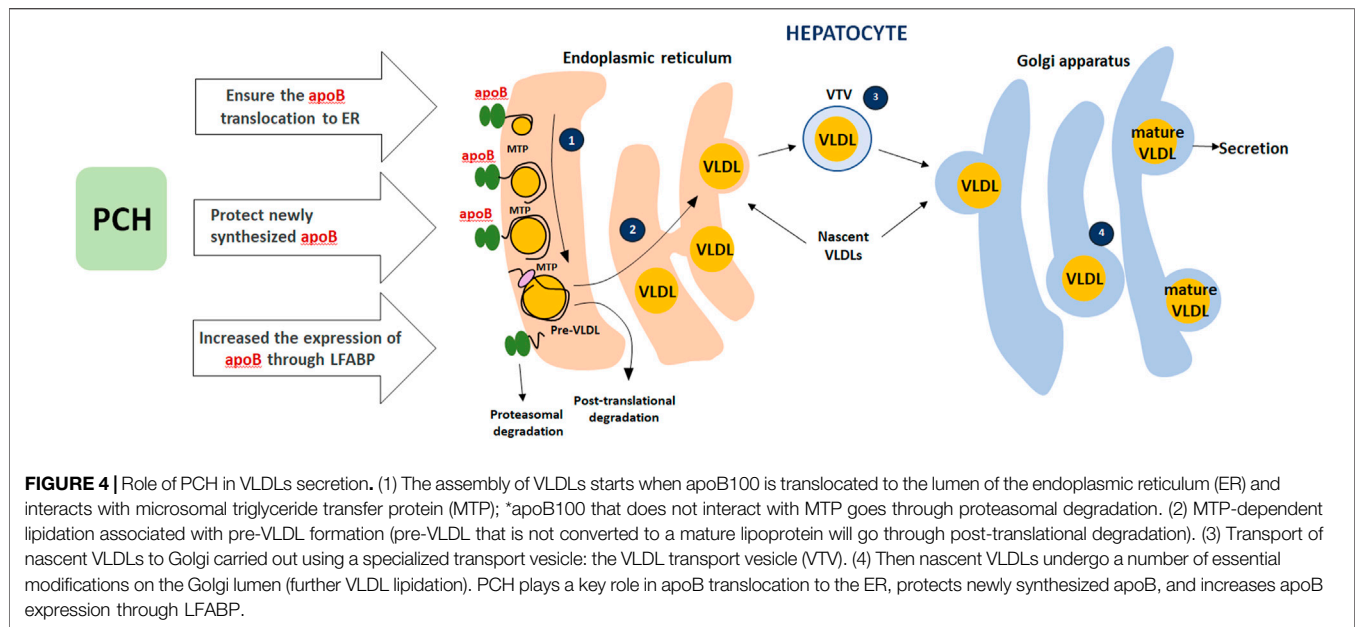 HEPATOCYTE
Endoplasmic reticulum
Golgi apparatus
PCH
Ensure the apoB
translocation to ER
Protect newly
synthesized apoB
Increased the expression of
apoB through LFABP
apoB
MTP
1
apoB
MTP
apoB
MTP
Pre-VLDL
Proteasomal
degradation
Post-translational
degradation
2
VLDL
VLDL
VLDL
VTV
3
VLDL
Nascent
VLDLs
VLDL
4
VLDL
mature
VLDL
Secretion
mature
VLDL
FIGURE 4 | Role of PCH in VLDLs secretion. (1) The assembly of VLDLs starts when apoB100 is translocated to the lumen of the endoplasmic reticulum (ER) and
interacts with microsomal triglyceride transfer protein (MTP); *apoB100 that does not interact with MTP goes through proteasomal degradation. (2) MTP-dependent
lipidation associated with pre-VLDL formation (pre-VLDL that is not converted to a mature lipoprotein will go through post-translational degradation). (3) Transport of
nascent VLDLs to Golgi carried out using a specialized transport vesicle: the VLDL transport vesicle (VTV). (4) Then nascent VLDLs undergo a number of essential
modifications on the Golgi lumen (further VLDL lipidation). PCH plays a key role in apoB translocation to the ER, protects newly synthesized apoB, and increases apoB
expression through LFABP.